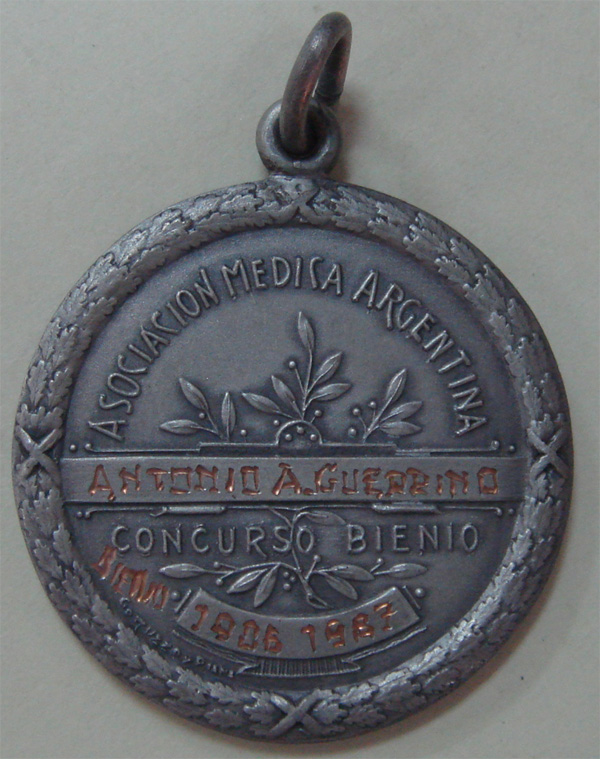 ASOCIACION MEDICA ARGENTINA
ANTONIO A. GUERRINO
CONCURSO BIENIO
1986 1987